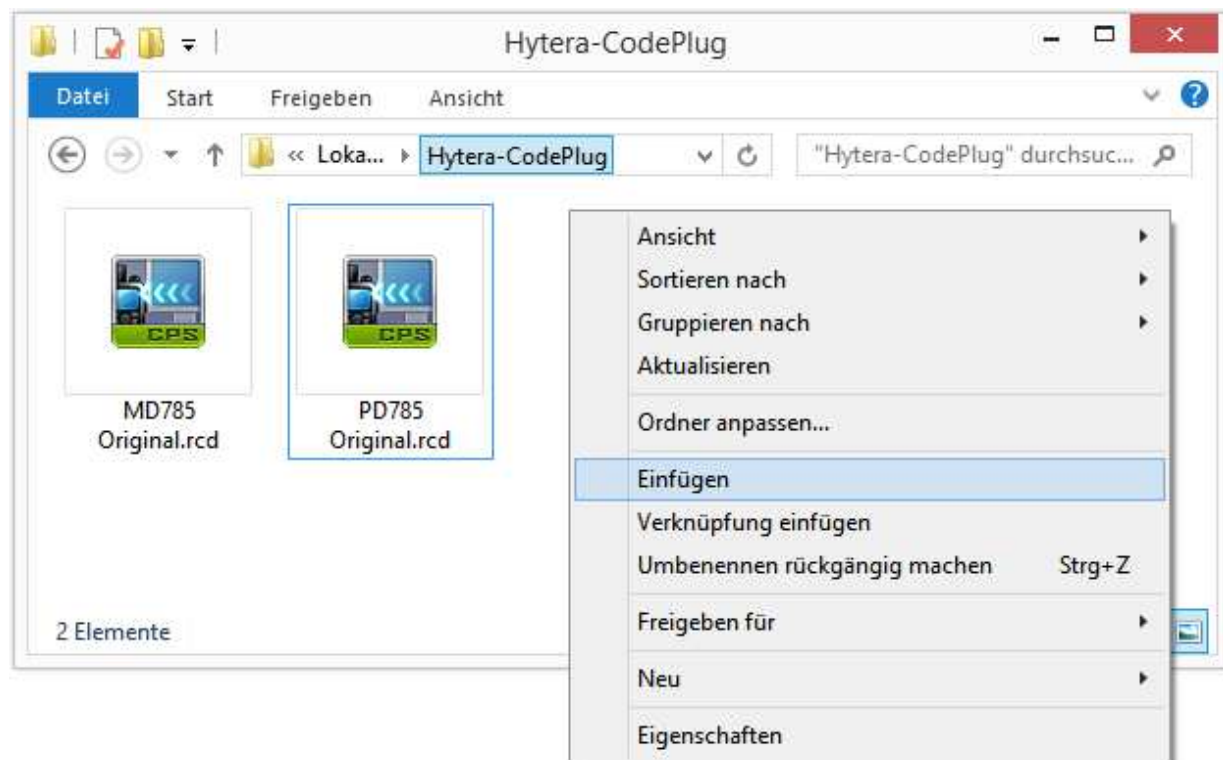 Hytera-CodePlug
Datei Start Freigeben Ansicht
« Loka... Hytera-CodePlug "Hytera-CodePlug" durchsuc...
CPS CPS
MD785 PD785
Original.rcd Original.rcd
Ansicht
Sortieren nach
Gruppieren nach
Aktualisieren
Ordner anpassen...
Einfügen
Verknüpfung einfügen
Umbenennen rückgängig machen Strg+Z
Freigeben für
Neu
Eigenschaften
2 Elemente